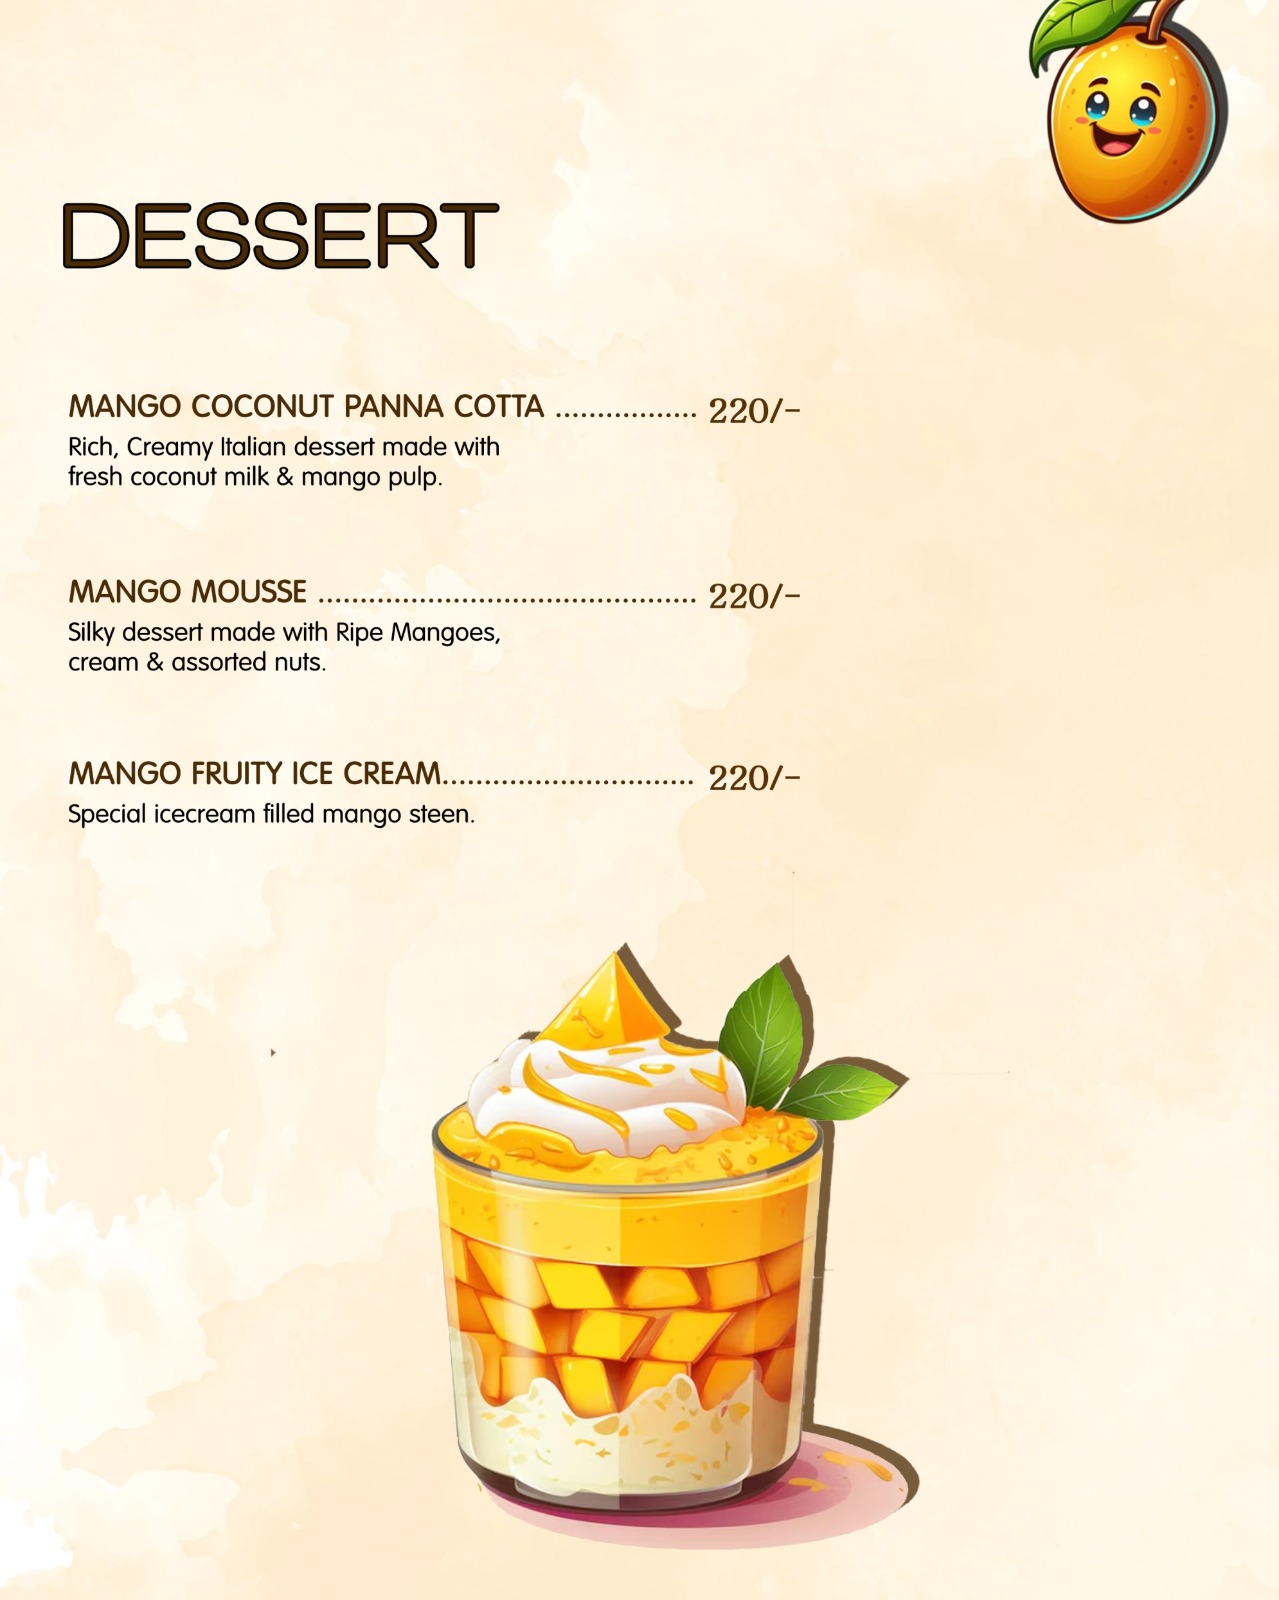 DESSERT
MANGO COCONUT PANNA COTTA ................. 220/-
Rich, Creamy Italian dessert made with
fresh coconut milk & mango pulp.
MANGO MOUSSE .............................................. 220/-
Silky dessert made with Ripe Mangoes,
cream & assorted nuts.
MANGO FRUITY ICE CREAM.............................. 220/-
Special icecream filled mango steen.